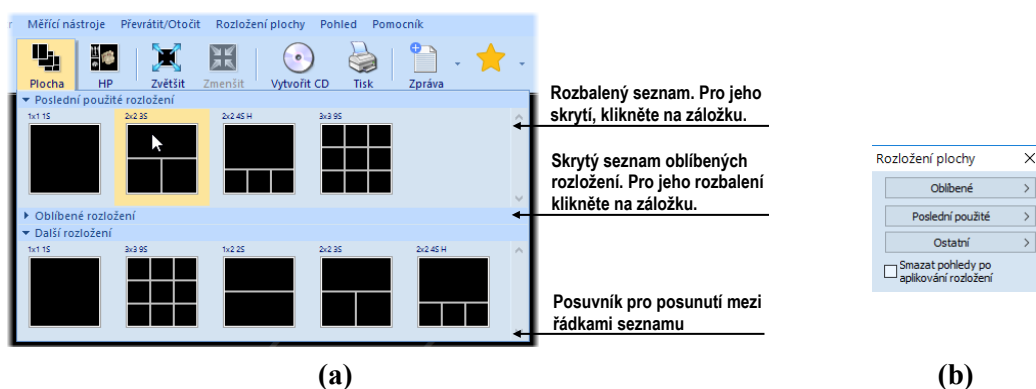 r Měřící nástroje Převrátit/Otočit Rozložení plochy Pohled Pomocník
Plocha HP Zvětšit Zmenšit Vytvořit CD Tisk Zpráva
Poslední použité rozložení
1x1 1S 2x2 3S 2x2 4S H 3x3 9S
Oblíbené rozložení
Další rozložení
1x1 1S 3x3 9S 1x2 2S 2x2 3S 2x2 4S H
Rozbalený seznam. Pro jeho
skrytí, klikněte na záložku.
Skrytý seznam oblíbených
rozložení. Pro jeho rozbalení
klikněte na záložku.
Posuvník pro posunutí mezi
řádkami seznamu
(a)
Rozložení plochy
Oblíbené
Poslední použité
Ostatní
Smazat pohledy po
aplikování rozložení
(b)